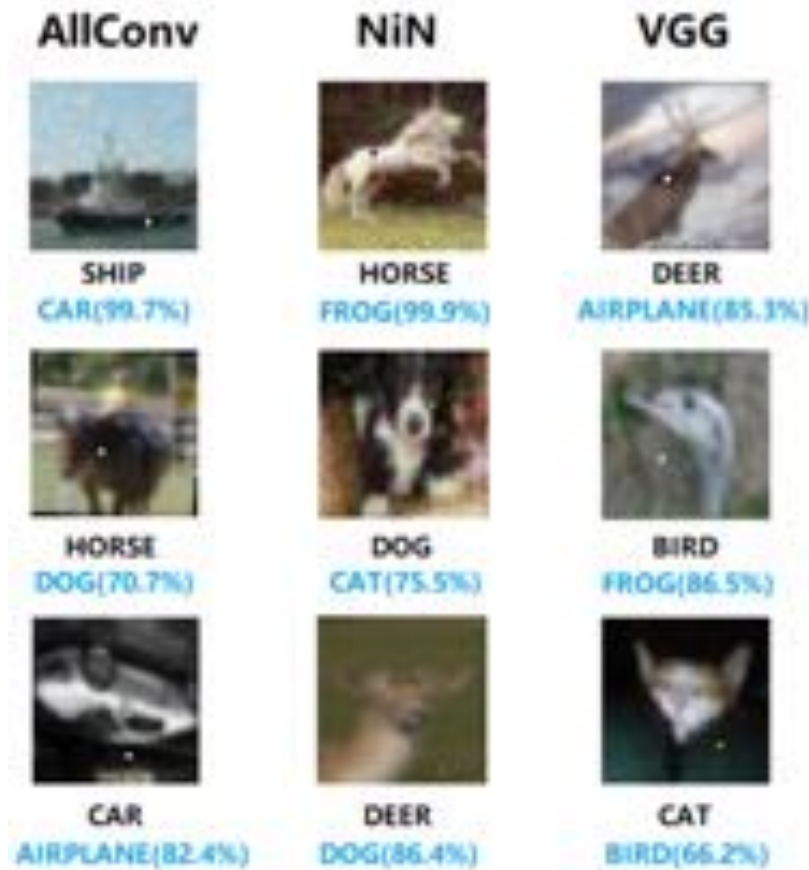 AllConv NiN VGG
SHIP HORSE DEER
CAR(99.7%) FROG(99.9%) AIRPLANE(85.3%)
HORSE DOG BIRD
DOG(70.7%) CAT(75.5%) FROG(86.5%)
CAR DEER CAT
AIRPLANE(82.4%) DOG(86.4%) BIRD(66.2%)